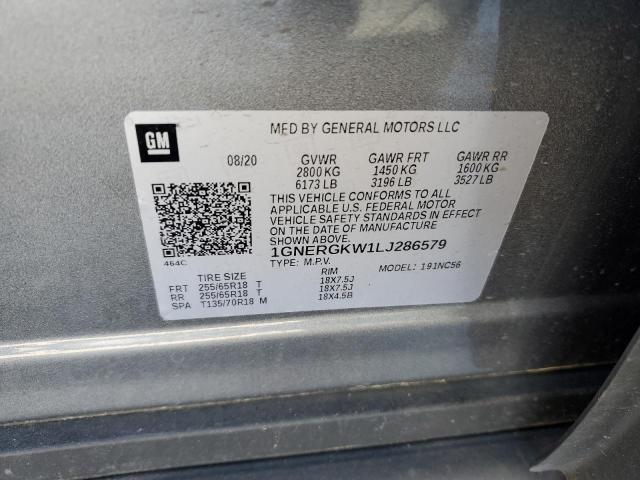 GM
MFD BY GENERAL MOTORS LLC
08/20 GVWR GAWR FRT GAWR RR
2800 KG 1450 KG 1600 KG
6173 LB 3196 LB 3527 LB
THIS VEHICLE CONFORMS TO ALL
APPLICABLE U.S. FEDERAL MOTOR
VEHICLE SAFETY STANDARDS IN EFFECT
ON THE DATE OF MANUFACTURE
SHOWN ABOVE.
1GNERGKW1LJ286579
464C
TYPE: M.P.V. MODEL: 191NC56
TIRE SIZE RIM
FRT 255/65R18 T 18X7.5J
RR 255/65R18 T 18X7.5J
SPA T135/70R18 M 18X4.5B